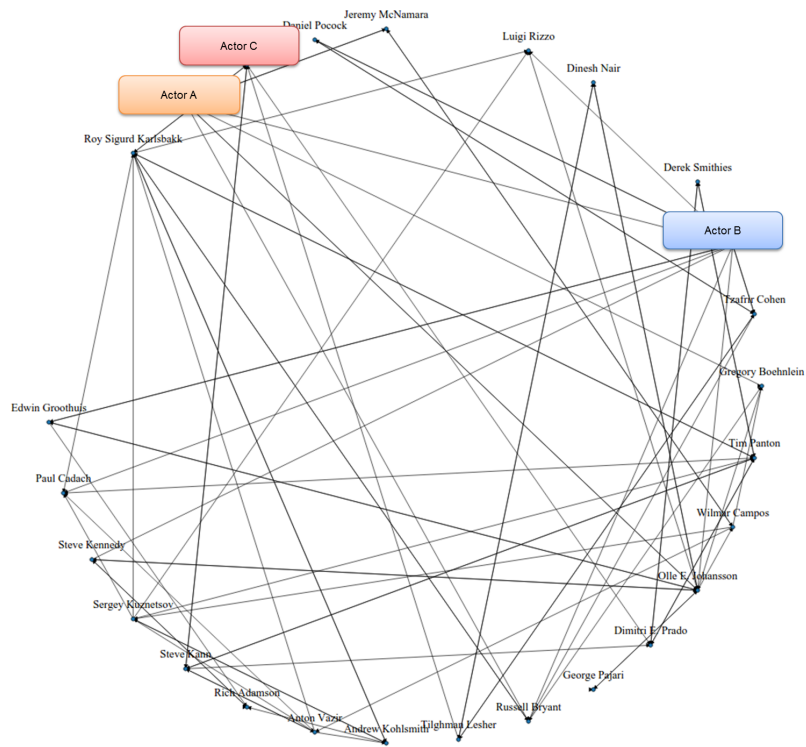 Jeremy McNamara
Daniel Pocock
Luigi Rizzo
Actor C
Dinesh Nair
Actor A
Roy Sigurd Karlsbakk
Derek Smithies
Actor B
Tzafrir Cohen
Gregory Boehnlein
Edwin Groothuis
Tim Panton
Paul Cadach
Wilmar Campos
Steve Kennedy
Olle E. Johansson
Sergey Kuznetsov
Dimitri E. Prado
Steve Kann
George Pajari
Rich Adamson
Russell Bryant
Anton Vazir
Andrew Kohlsmith
Tilghman Lesher